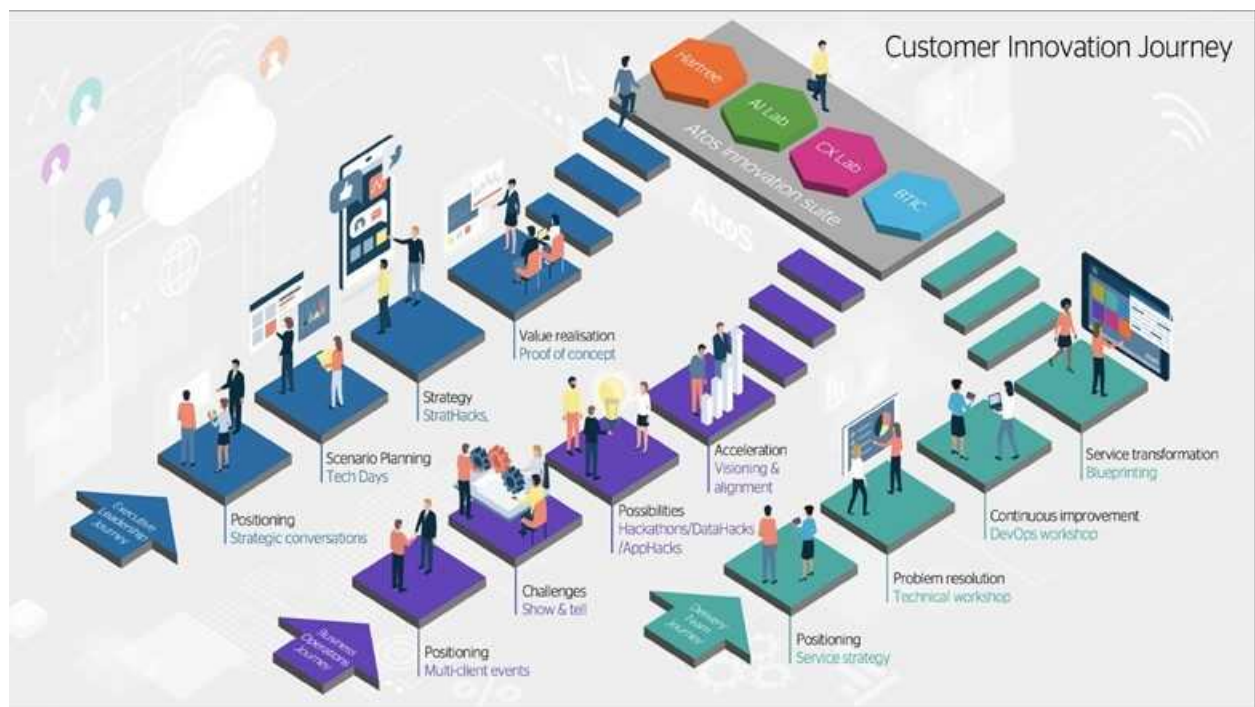 Customer Innovation Journey
Hartree
AI Lab
CX Lab
BTIC
Atos innovation suite
Atos
Executive
Leadership
Journey
Positioning
Strategic conversations
Scenario Planning
Tech Days
Strategy
StratHacks,
Value realisation
Proof of concept
Business
Operations
Journey
Positioning
Multi-client events
Challenges
Show & tell
Possibilities
Hackathons/DataHacks
/AppHacks
Acceleration
Visioning &
alignment
Delivery
Team
Journey
Positioning
Service strategy
Problem resolution
Technical workshop
Continuous improvement
DevOps workshop
Service transformation
Blueprinting